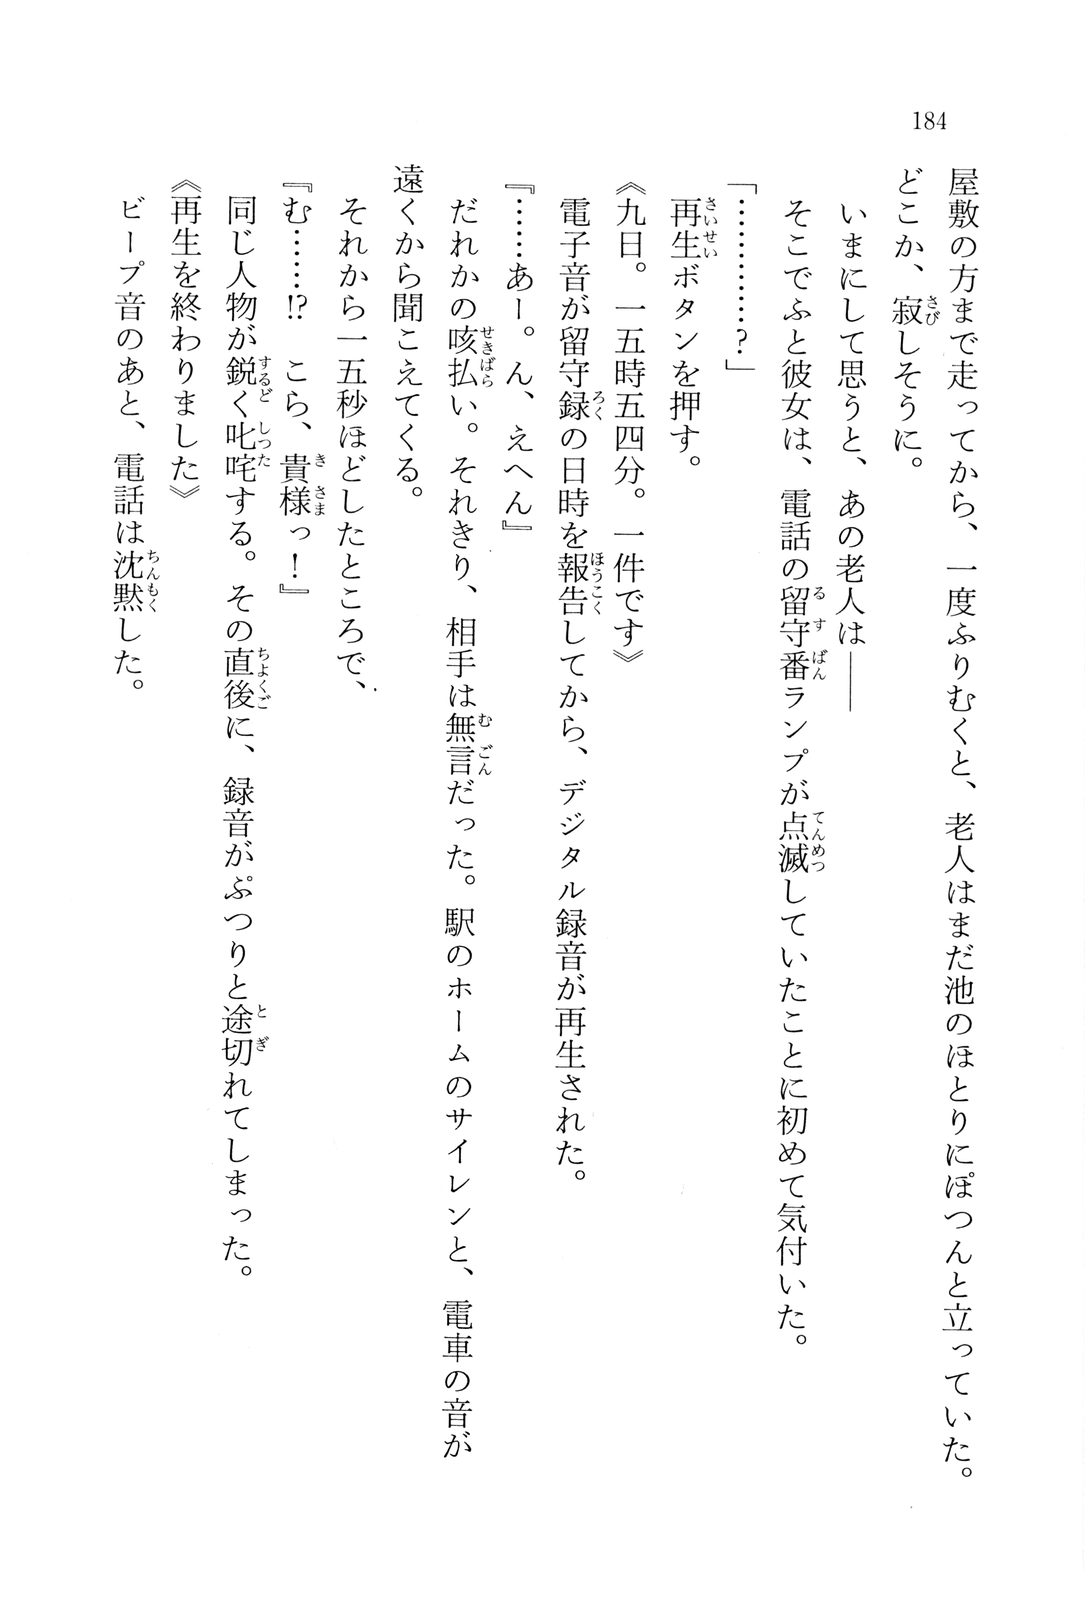 184
屋敷の方まで走ってから、一度ふりむくと、老人はまだ池のほとりにぽつんと立っていた。
どこか、寂しそうに。
いまにして思うと、あの老人は――
そこでふと彼女は、電話の留守番ランプが点滅していたことに初めて気付いた。
「…………？」
再生ボタンを押す。
《九日。一五時五四分。一件です》
電子音が留守録の日時を報告してから、デジタル録音が再生された。
『……あー。ん、えへん』
だれかの咳払い。それきり、相手は無言だった。駅のホームのサイレンと、電車の音が
遠くから聞こえてくる。
それから一五秒ほどしたところで、
『む……!?　こら、貴様っ！』
同じ人物が鋭く叱咤する。その直後に、録音がぷつりと途切れてしまった。
《再生を終わりました》
ビープ音のあと、電話は沈黙した。